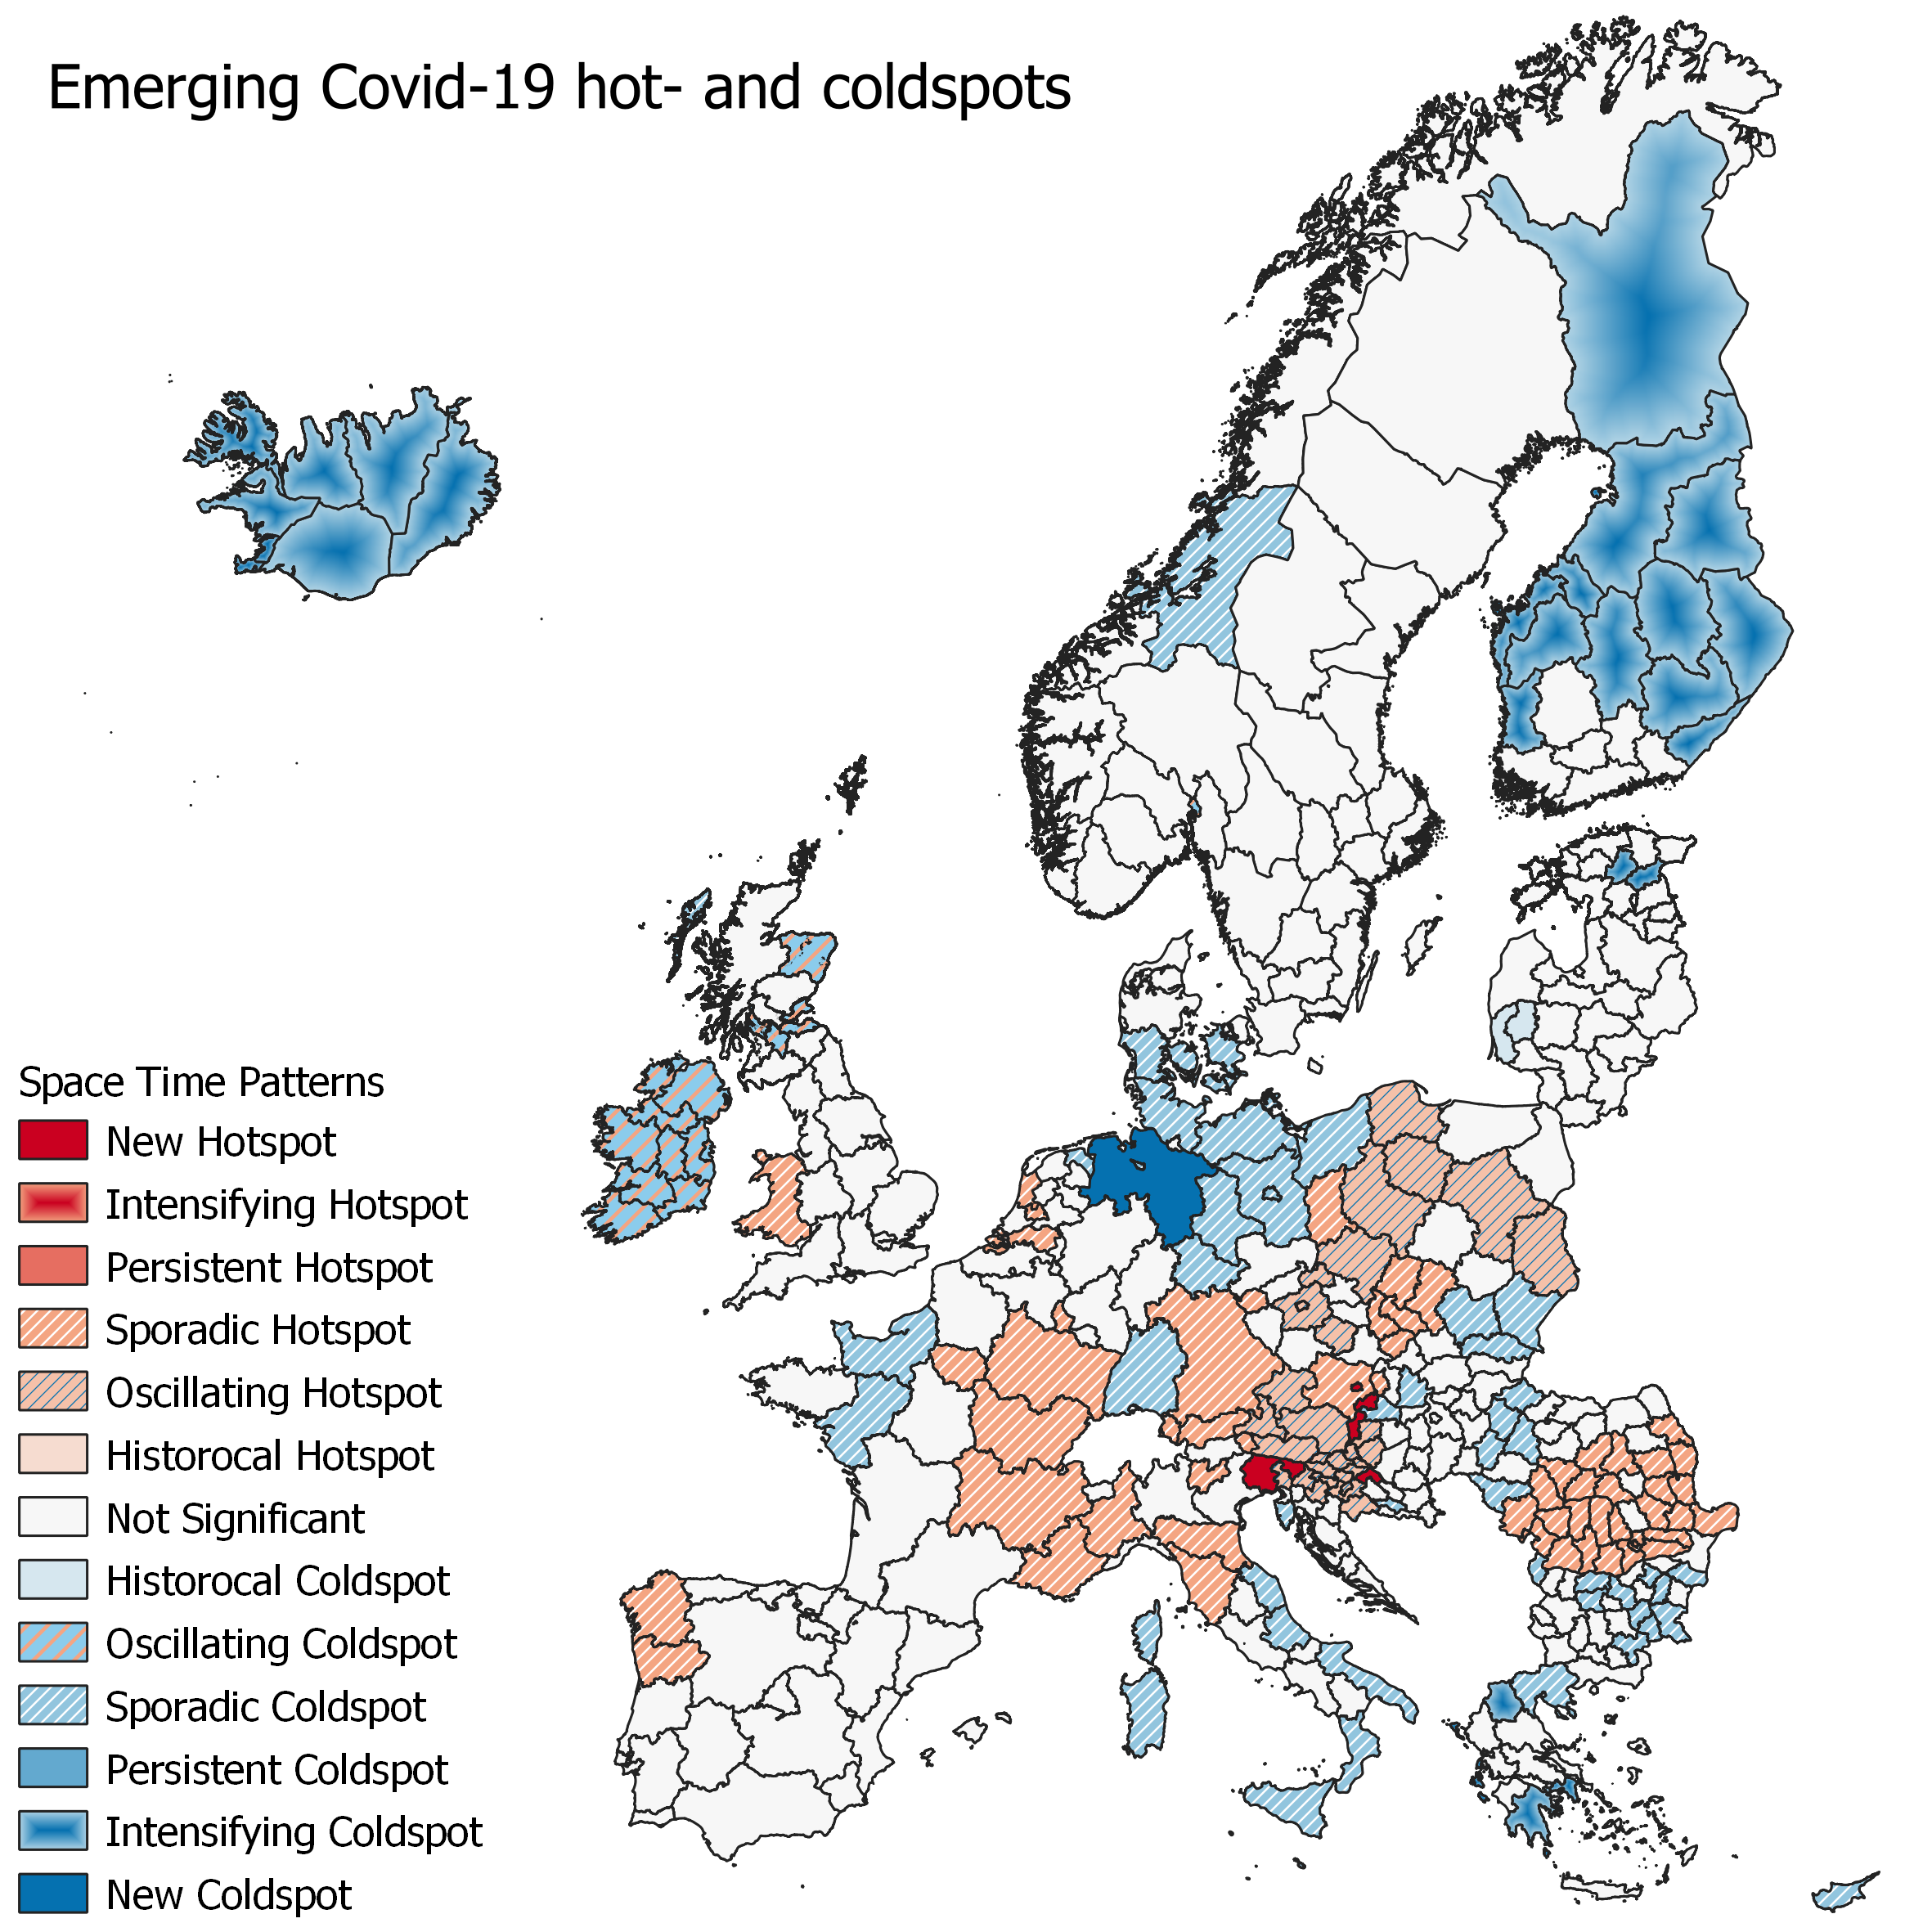 Emerging Covid-19 hot- and coldspots
Space Time Patterns
New Hotspot
Intensifying Hotspot
Persistent Hotspot
Sporadic Hotspot
Oscillating Hotspot
Historocal Hotspot
Not Significant
Historocal Coldspot
Oscillating Coldspot
Sporadic Coldspot
Persistent Coldspot
Intensifying Coldspot
New Coldspot